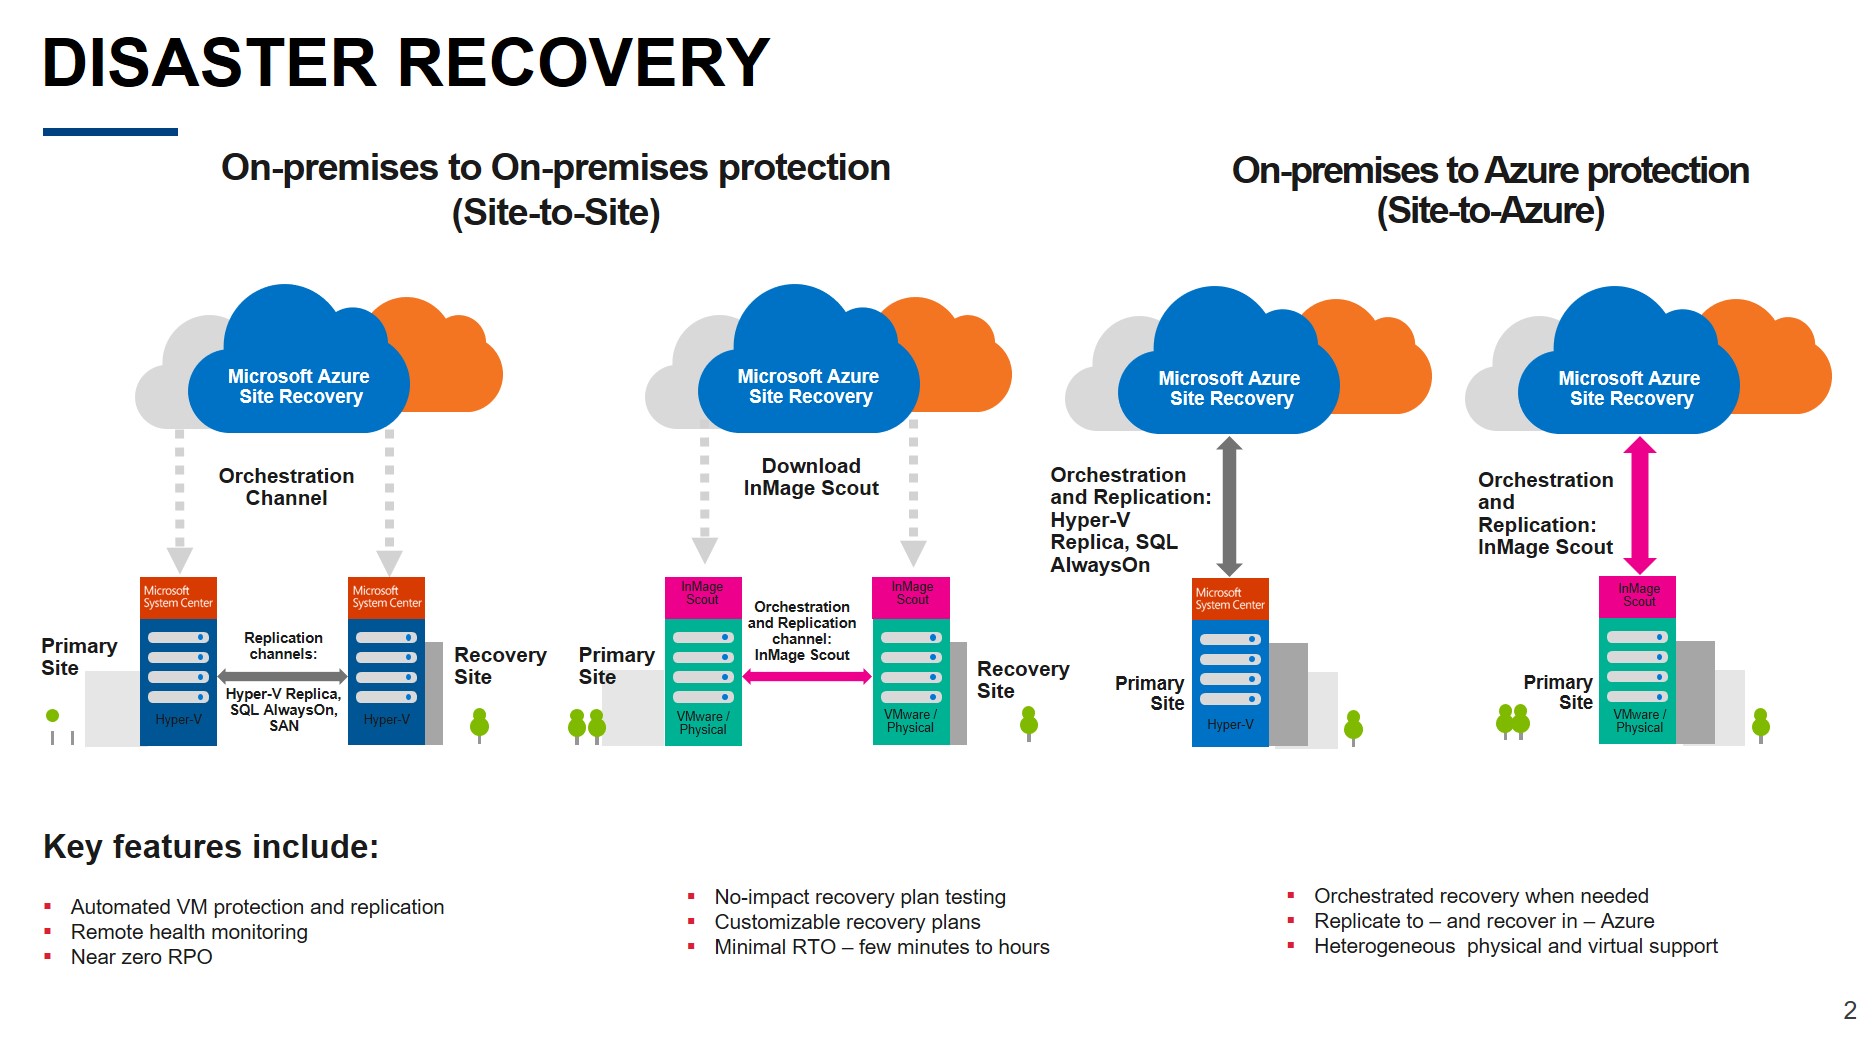 DISASTER RECOVERY
On-premises to On-premises protection
(Site-to-Site)
On-premises to Azure protection
(Site-to-Azure)
Microsoft Azure
Site Recovery
Orchestration
Channel
Microsoft
System Center
Hyper-V
Primary
Site
Replication
channels:
Hyper-V Replica,
SQL AlwaysOn,
SAN
Microsoft
System Center
Hyper-V
Recovery
Site
Microsoft Azure
Site Recovery
Download
InMage Scout
InMage
Scout
VMware /
Physical
Primary
Site
Orchestration
and Replication
channel:
InMage Scout
InMage
Scout
VMware /
Physical
Recovery
Site
Microsoft Azure
Site Recovery
Orchestration
and Replication:
Hyper-V
Replica, SQL
AlwaysOn
Microsoft
System Center
Hyper-V
Primary
Site
Microsoft Azure
Site Recovery
Orchestration
and
Replication:
InMage Scout
InMage
Scout
VMware /
Physical
Primary
Site
Key features include:
▪ Automated VM protection and replication
▪ Remote health monitoring
▪ Near zero RPO
▪ No-impact recovery plan testing
▪ Customizable recovery plans
▪ Minimal RTO – few minutes to hours
▪ Orchestrated recovery when needed
▪ Replicate to – and recover in – Azure
▪ Heterogeneous  physical and virtual support
2